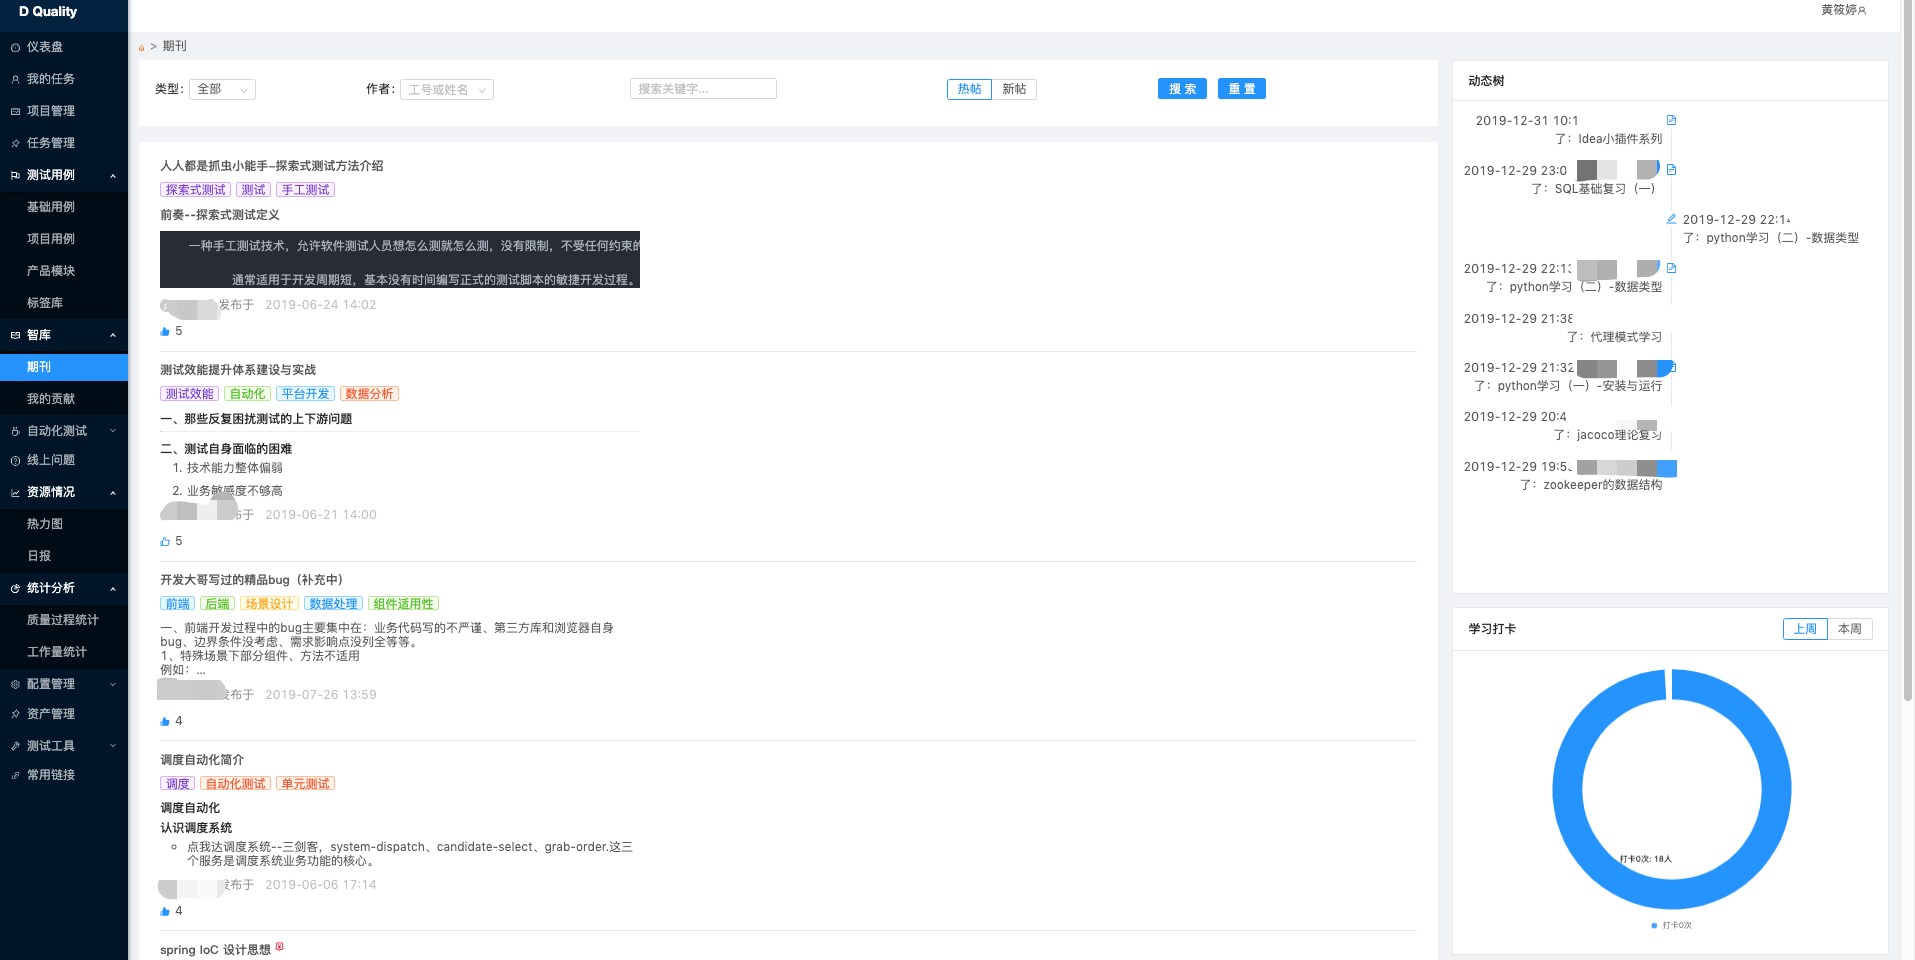 D Quality
黄筱婷
仪表盘
我的任务
项目管理
任务管理
测试用例
基础用例
项目用例
产品模块
标签库
智库
期刊
我的贡献
自动化测试
线上问题
资源情况
热力图
日报
统计分析
质量过程统计
工作量统计
配置管理
资产管理
测试工具
常用链接
> 期刊
类型: 全部 作者: 工号或姓名 搜索关键字... 热帖 新帖 搜 索 重 置
人人都是抓虫小能手-探索式测试方法介绍
探索式测试 测试 手工测试
前奏--探索式测试定义
一种手工测试技术，允许软件测试人员想怎么测就怎么测，没有限制，不受任何约束的
通常适用于开发周期短，基本没有时间编写正式的测试脚本的敏捷开发过程。
发布于 2019-06-24 14:02
5
测试效能提升体系建设与实战
测试效能 自动化 平台开发 数据分析
一、那些反复困扰测试的上下游问题
二、测试自身面临的困难
1. 技术能力整体偏弱
2. 业务敏感度不够高
布于 2019-06-21 14:00
5
开发大哥写过的精品bug（补充中）
前端 后端 场景设计 数据处理 组件适用性
一、前端开发过程中的bug主要集中在：业务代码写的不严谨、第三方库和浏览器自身
bug、边界条件没考虑、需求影响点没列全等等。
1、特殊场景下部分组件、方法不适用
例如：...
发布于 2019-07-26 13:59
4
调度自动化简介
调度 自动化测试 单元测试
调度自动化
认识调度系统
点我达调度系统--三剑客，system-dispatch、candidate-select、grab-order.这三
个服务是调度系统业务功能的核心。
发布于 2019-06-06 17:14
4
spring IoC 设计思想
动态树
2019-12-31 10:1
了：Idea小插件系列
2019-12-29 23:0
了：SQL基础复习（一）
2019-12-29 22:1
了：python学习（二）-数据类型
2019-12-29 22:1
了：python学习（二）-数据类型
2019-12-29 21:38
了：代理模式学习
2019-12-29 21:32
了：python学习（一）-安装与运行
2019-12-29 20:4
了：jacoco理论复习
2019-12-29 19:5
了：zookeeper的数据结构
学习打卡 上周 本周
打卡0次: 18人
打卡0次